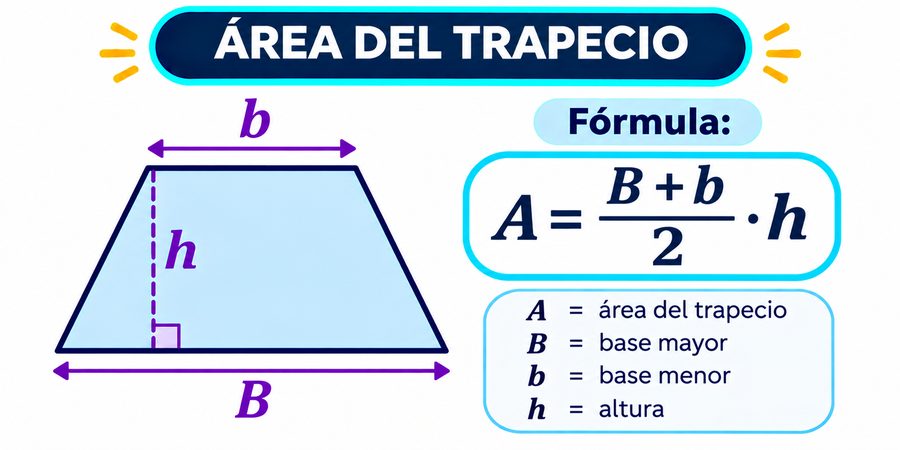 ÁREA DEL TRAPECIO
b
h
B
Fórmula:
A = (B + b)/2 · h
A = área del trapecio
B = base mayor
b = base menor
h = altura